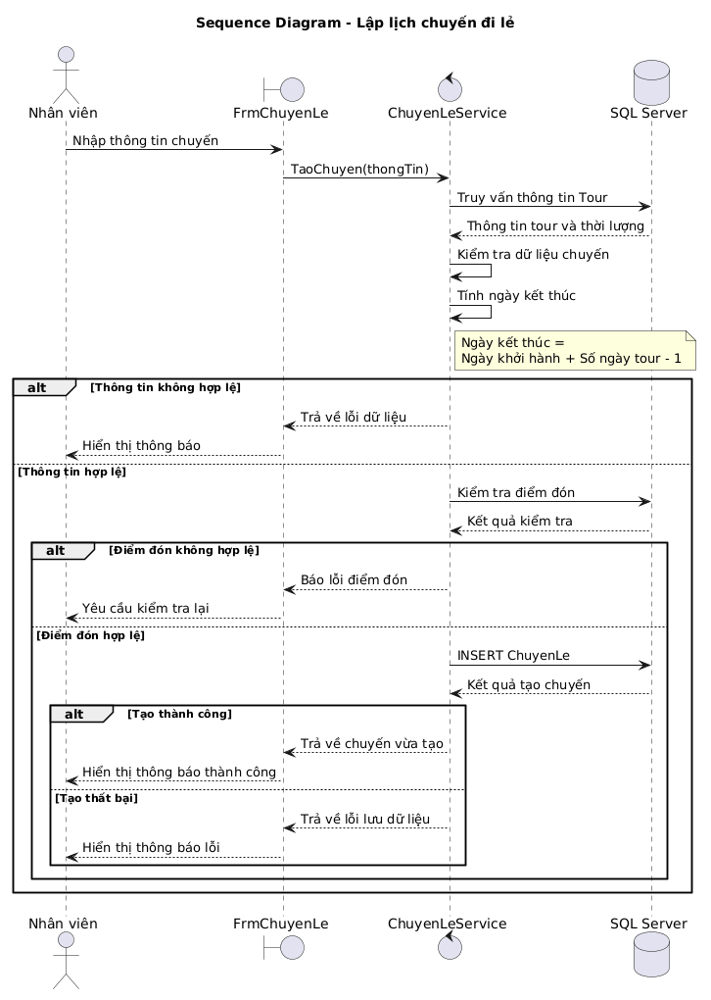 Sequence Diagram - Lập lịch chuyến đi lẻ
Nhân viên
FrmChuyenLe
ChuyenLeService
SQL Server
Nhập thông tin chuyến
TaoChuyen(thongTin)
Truy vấn thông tin Tour
Thông tin tour và thời lượng
Kiểm tra dữ liệu chuyến
Tính ngày kết thúc
Ngày kết thúc =
Ngày khởi hành + Số ngày tour - 1
alt [Thông tin không hợp lệ]
Trả về lỗi dữ liệu
Hiển thị thông báo
[Thông tin hợp lệ]
Kiểm tra điểm đón
Kết quả kiểm tra
alt [Điểm đón không hợp lệ]
Báo lỗi điểm đón
Yêu cầu kiểm tra lại
[Điểm đón hợp lệ]
INSERT ChuyenLe
Kết quả tạo chuyến
alt [Tạo thành công]
Trả về chuyến vừa tạo
Hiển thị thông báo thành công
[Tạo thất bại]
Trả về lỗi lưu dữ liệu
Hiển thị thông báo lỗi
Nhân viên
FrmChuyenLe
ChuyenLeService
SQL Server